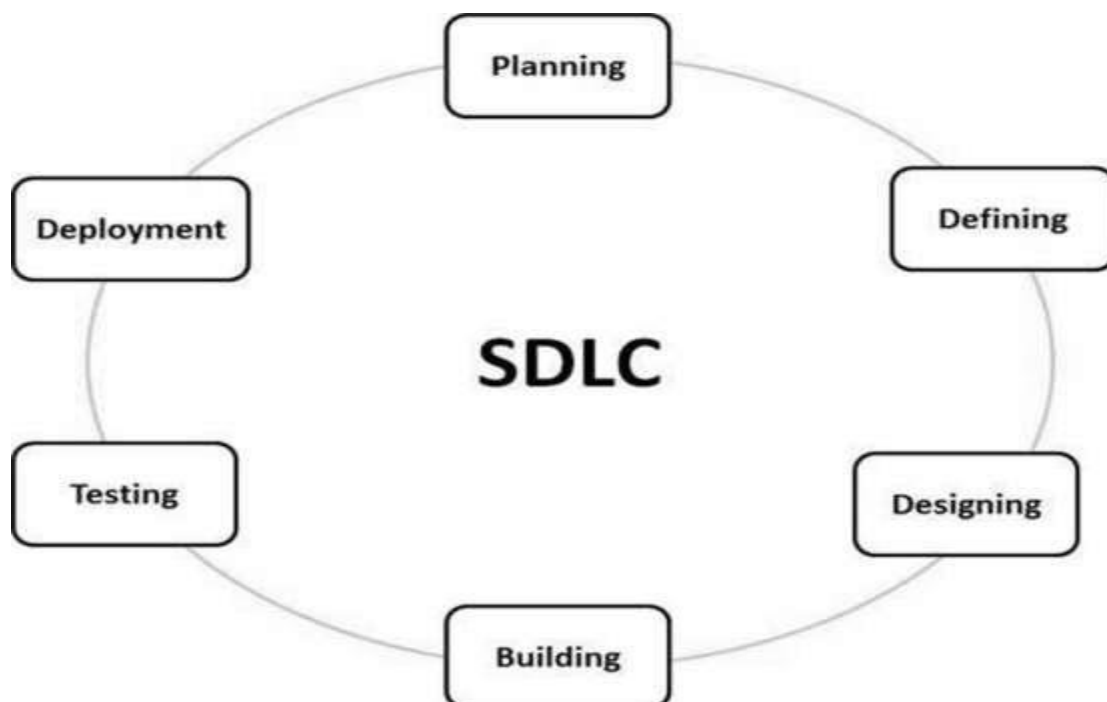 Planning
Defining
Deployment
SDLC
Testing
Designing
Building